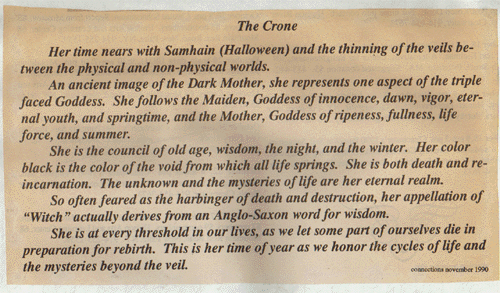 The Crone
Her time nears with Samhain (Halloween) and the thinning of the veils be-
tween the physical and non-physical worlds.
An ancient image of the Dark Mother, she represents one aspect of the triple
faced Goddess. She follows the Maiden, Goddess of innocence, dawn, vigor, eter-
nal youth, and springtime, and the Mother, Goddess of ripeness, fullness, life
force, and summer.
She is the council of old age, wisdom, the night, and the winter. Her color
black is the color of the void from which all life springs. She is both death and re-
incarnation. The unknown and the mysteries of life are her eternal realm.
So often feared as the harbinger of death and destruction, her appellation of
“Witch” actually derives from an Anglo-Saxon word for wisdom.
She is at every threshold in our lives, as we let some part of ourselves die in
preparation for rebirth. This is her time of year as we honor the cycles of life and
the mysteries beyond the veil.
connections november 1990